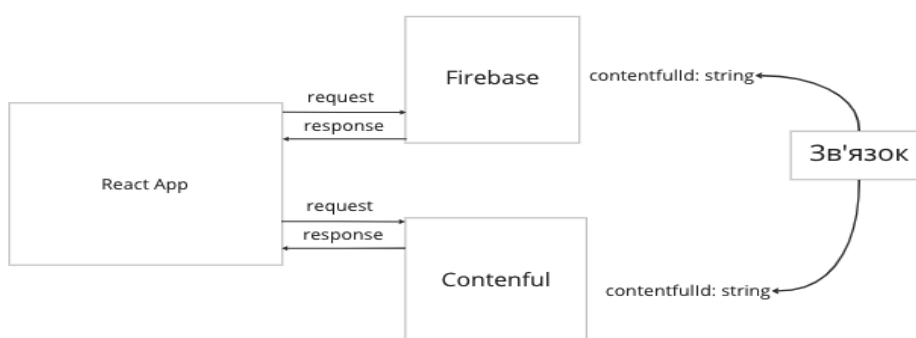 Firebase
contentfulId: string
request
response
Зв'язок
React App
request
response
Contenful
contentfulId: string